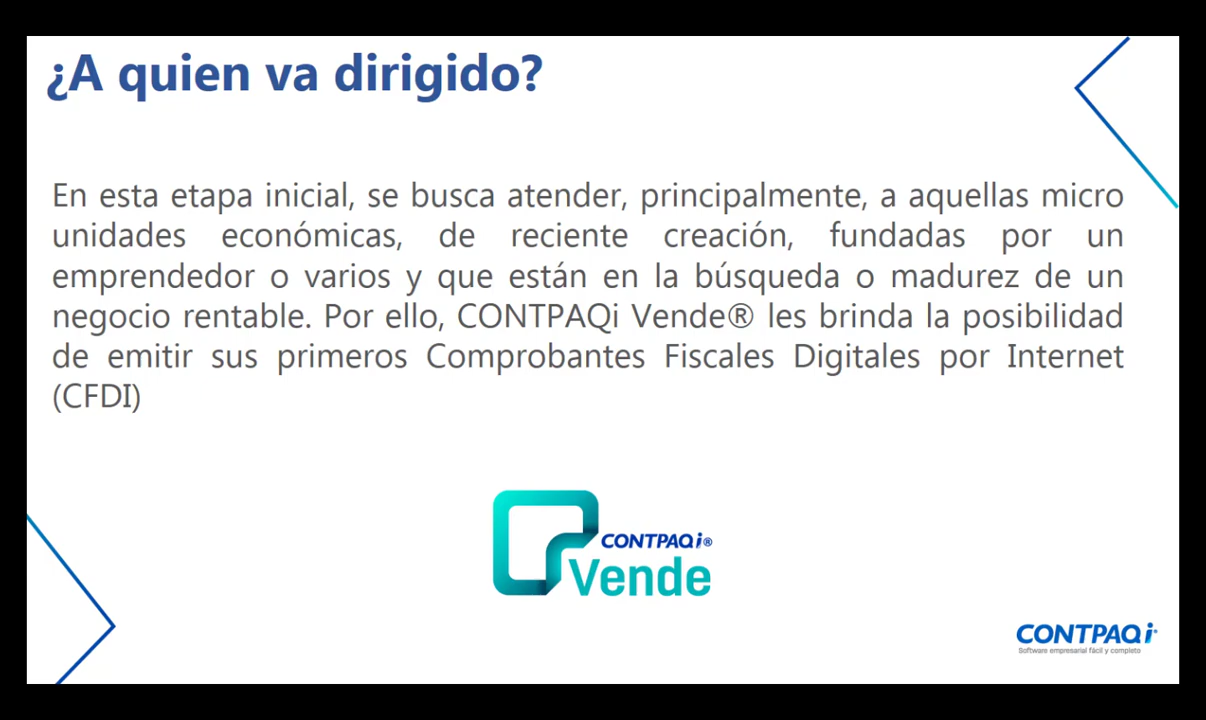 ¿A quien va dirigido?
En esta etapa inicial, se busca atender, principalmente, a aquellas micro
unidades económicas, de reciente creación, fundadas por un
emprendedor o varios y que están en la búsqueda o madurez de un
negocio rentable. Por ello, CONTPAQi Vende® les brinda la posibilidad
de emitir sus primeros Comprobantes Fiscales Digitales por Internet
(CFDI)
CONTPAQi®
Vende
CONTPAQi®
Software empresarial fácil y completo